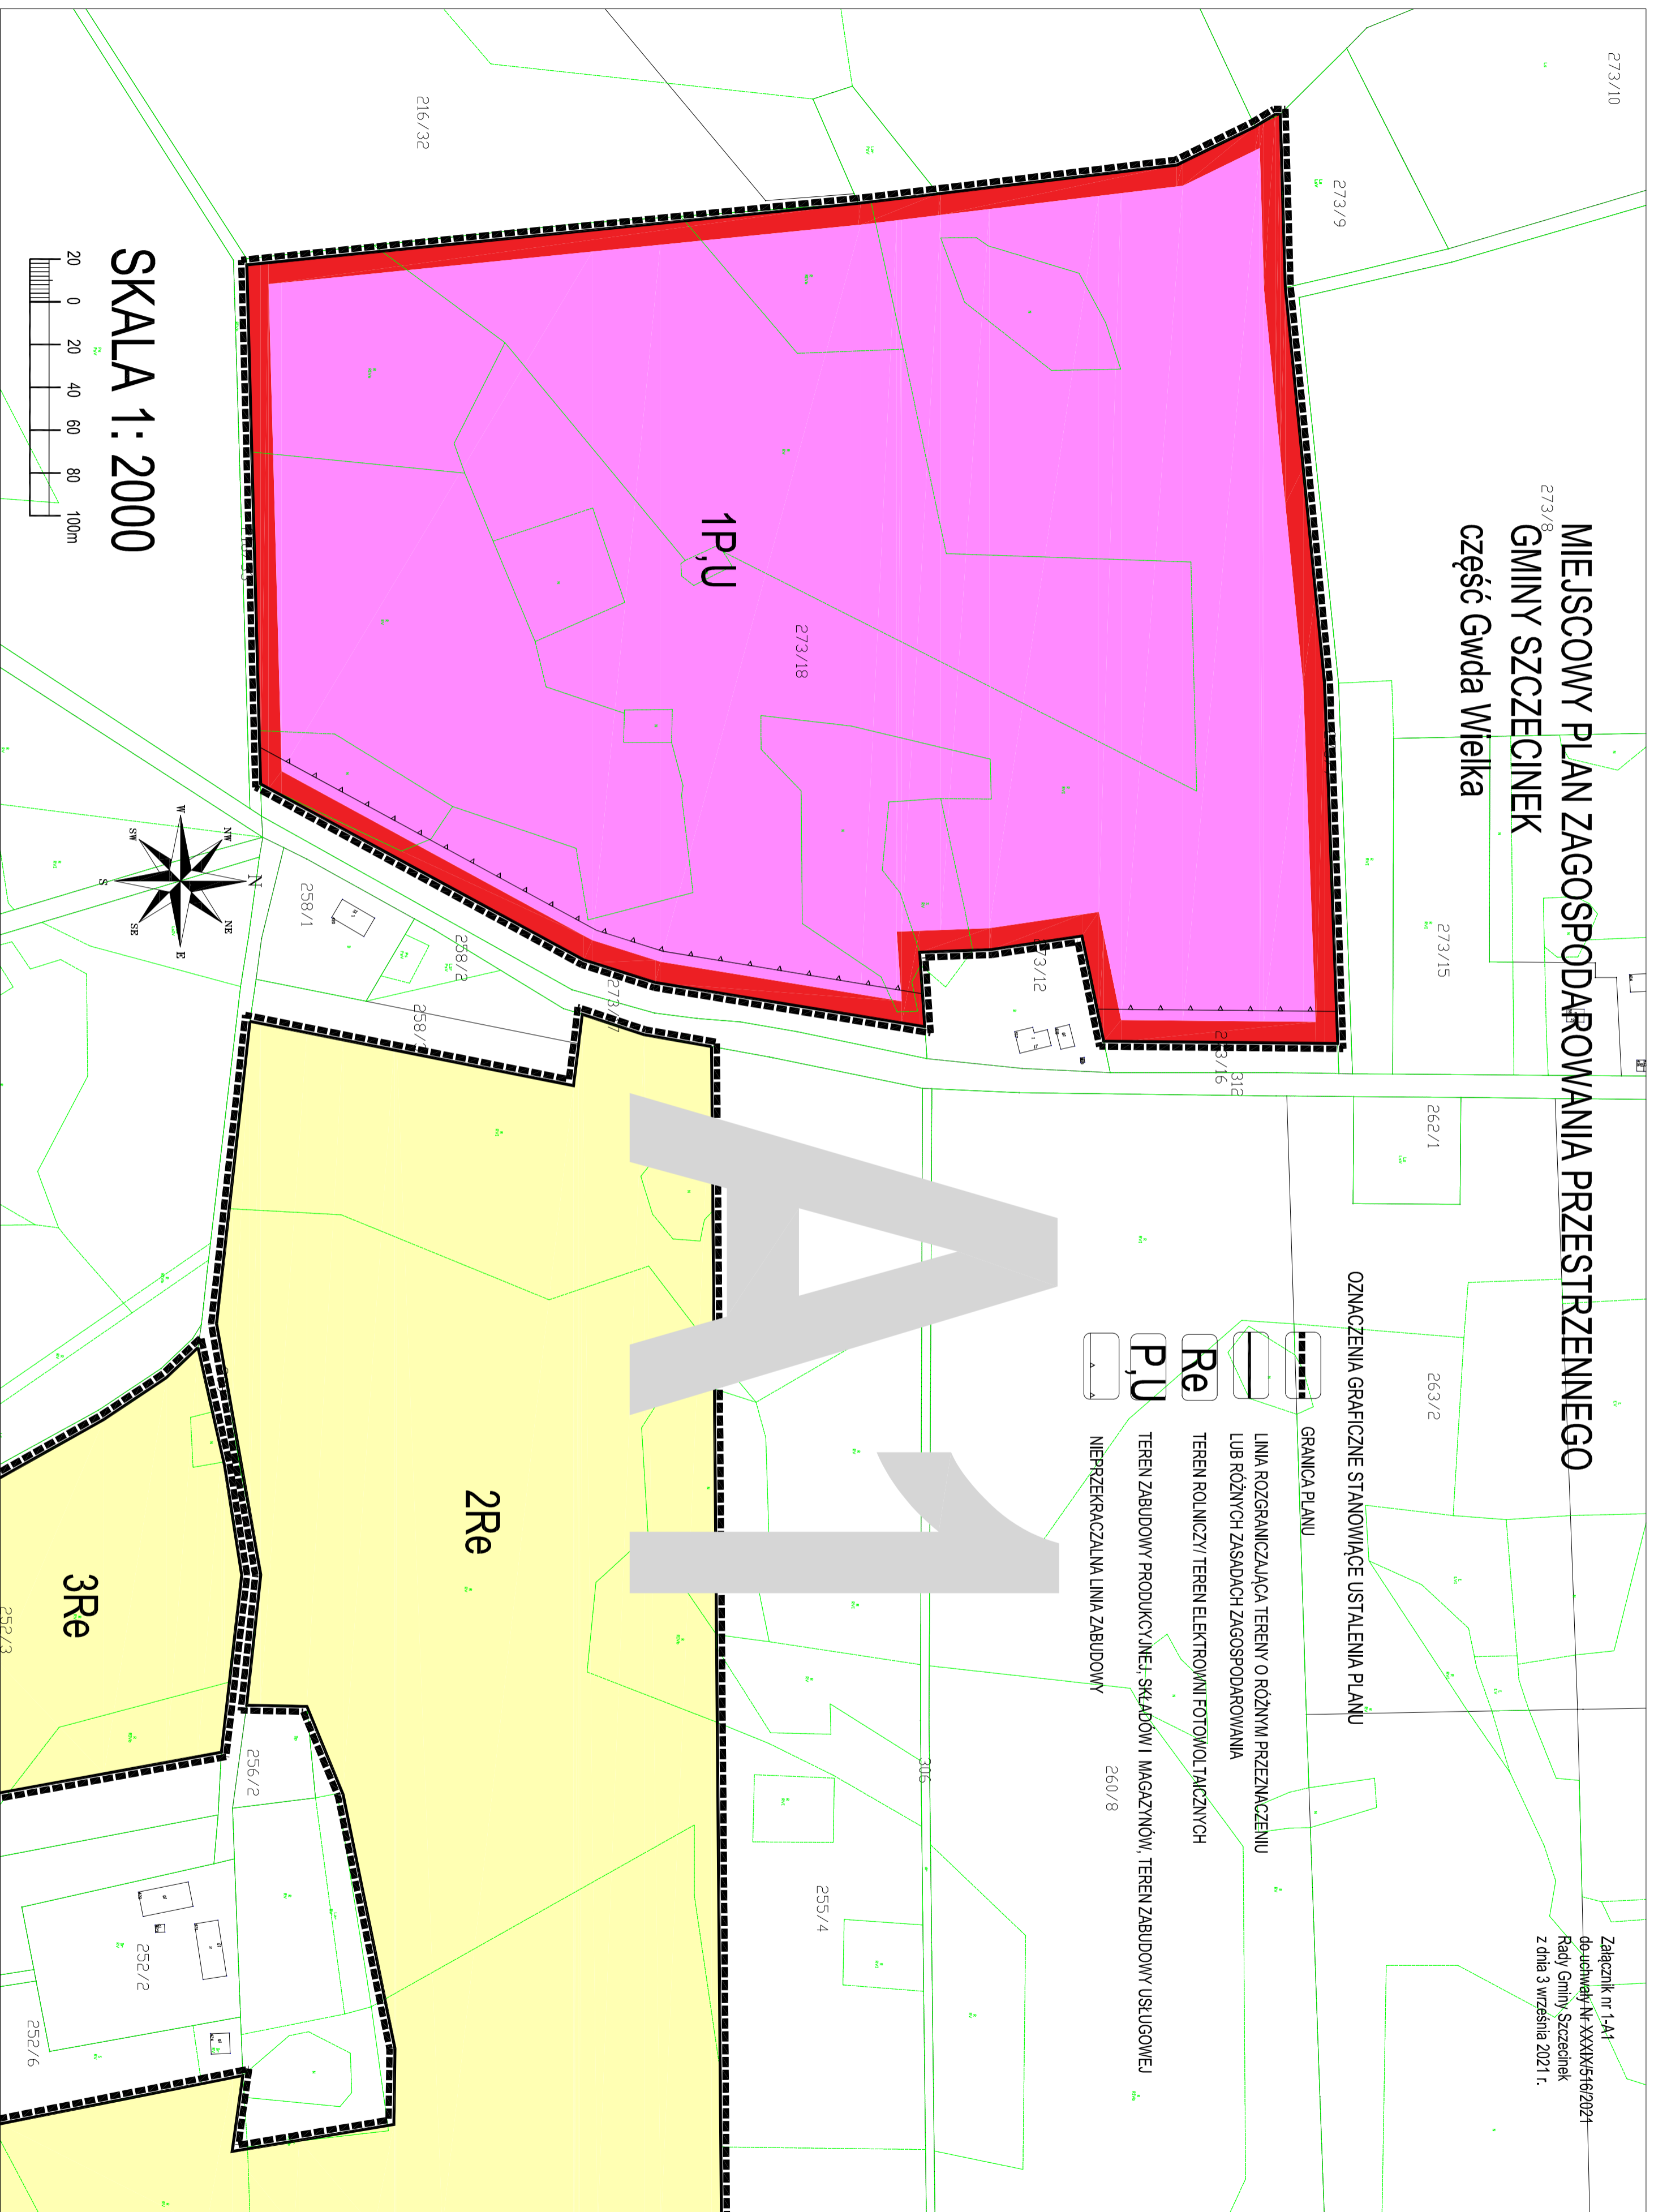 Załącznik nr 1-A1
do uchwały Nr XXXIX/516/2021
Rady Gminy Szczecinek
z dnia 3 września 2021 r.
MIEJSCOWY PLAN ZAGOSPODAROWANIA PRZESTRZENNEGO
GMINY SZCZECINEK
część Gwda Wielka
OZNACZENIA GRAFICZNE STANOWIĄCE USTALENIA PLANU
GRANICA PLANU
LINIA ROZGRANICZAJĄCA TERENY O RÓŻNYM PRZEZNACZENIU
LUB RÓŻNYCH ZASADACH ZAGOSPODAROWANIA
Re TEREN ROLNICZY/ TEREN ELEKTROWNI FOTOWOLTAICZNYCH
P,U TEREN ZABUDOWY PRODUKCYJNEJ, SKŁADÓW I MAGAZYNÓW, TEREN ZABUDOWY USŁUGOWEJ
NIEPRZEKRACZALNA LINIA ZABUDOWY
273/10
273/9
273/8
273/15
262/1
263/2
312
216/32
1P,U
273/18
A1
260/8
306
255/4
258/1
258/2
2Re
3Re
256/2
252/2
252/6
252/3
N
NE
E
SE
S
SW
W
NW
SKALA 1: 2000
20 0 20 40 60 80 100m